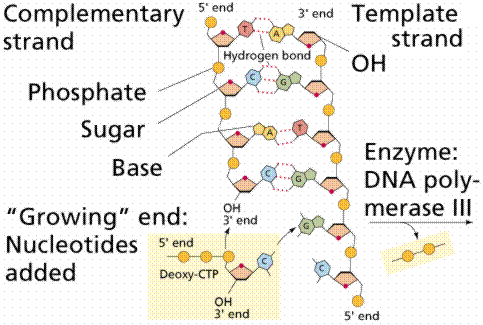 Complementary
strand
5' end
3' end
Template
strand
T A
Hydrogen bond
OH
Phosphate
C G
Sugar
A T
Base
Enzyme:
DNA poly-
merase III
C G
OH
3' end
"Growing" end:
Nucleotides
added
G
5' end
C
Deoxy-CTP
C
OH
3' end
5' end